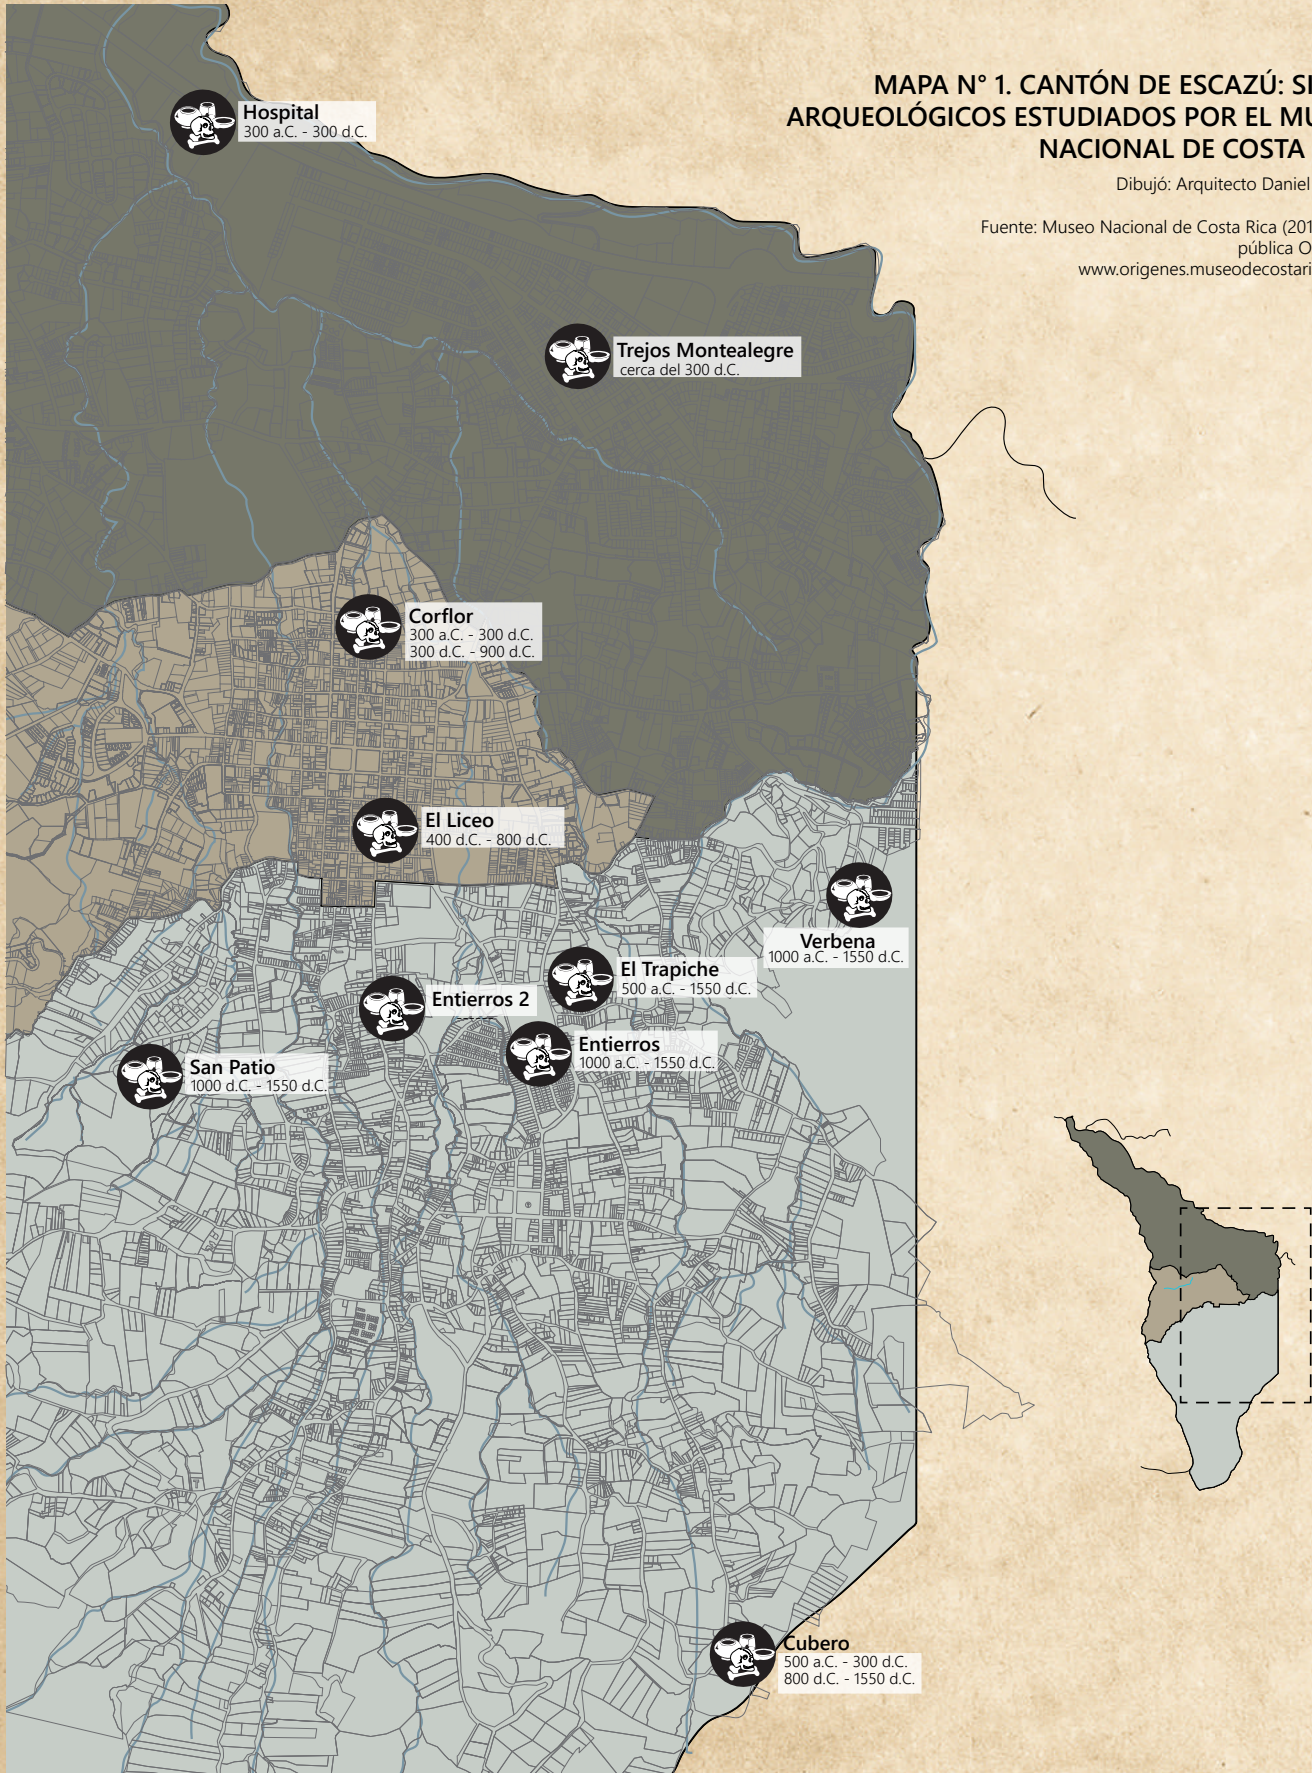 MAPA N° 1. CANTÓN DE ESCAZÚ: SI
ARQUEOLÓGICOS ESTUDIADOS POR EL MU
NACIONAL DE COSTA
Dibujó: Arquitecto Daniel
Fuente: Museo Nacional de Costa Rica (201
pública O
www.origenes.museodecostari
Hospital
300 a.C. - 300 d.C.
Trejos Montealegre
cerca del 300 d.C.
Corflor
300 a.C. - 300 d.C.
300 d.C. - 900 d.C.
El Liceo
400 d.C. - 800 d.C.
Verbena
1000 a.C. - 1550 d.C.
El Trapiche
500 a.C. - 1550 d.C.
Entierros 2
Entierros
1000 a.C. - 1550 d.C.
San Patio
1000 d.C. - 1550 d.C.
Cubero
500 a.C. - 300 d.C.
800 d.C. - 1550 d.C.